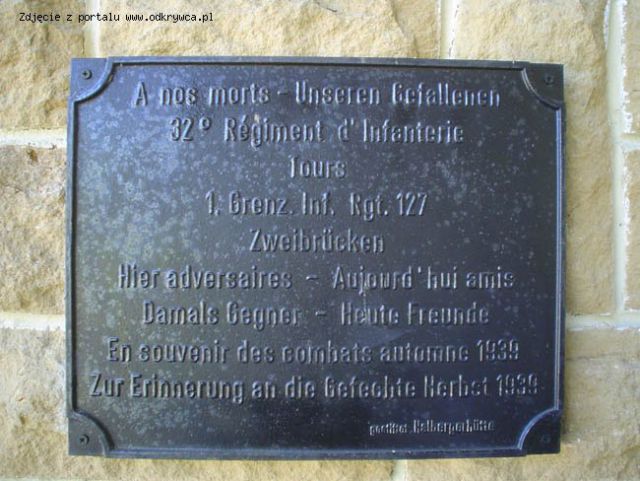 Zdjęcie z portalu www.odkrywca.pl
A nos morts - Unseren Gefallenen
32° Régiment d'Infanterie
Tours
1. Grenz. Inf. Rgt. 127
Zweibrücken
Hier adversaires - Aujourd'hui amis
Damals Gegner - Heute Freunde
En souvenir des combats automne 1939
Zur Erinnerung an die Gefechte Herbst 1939